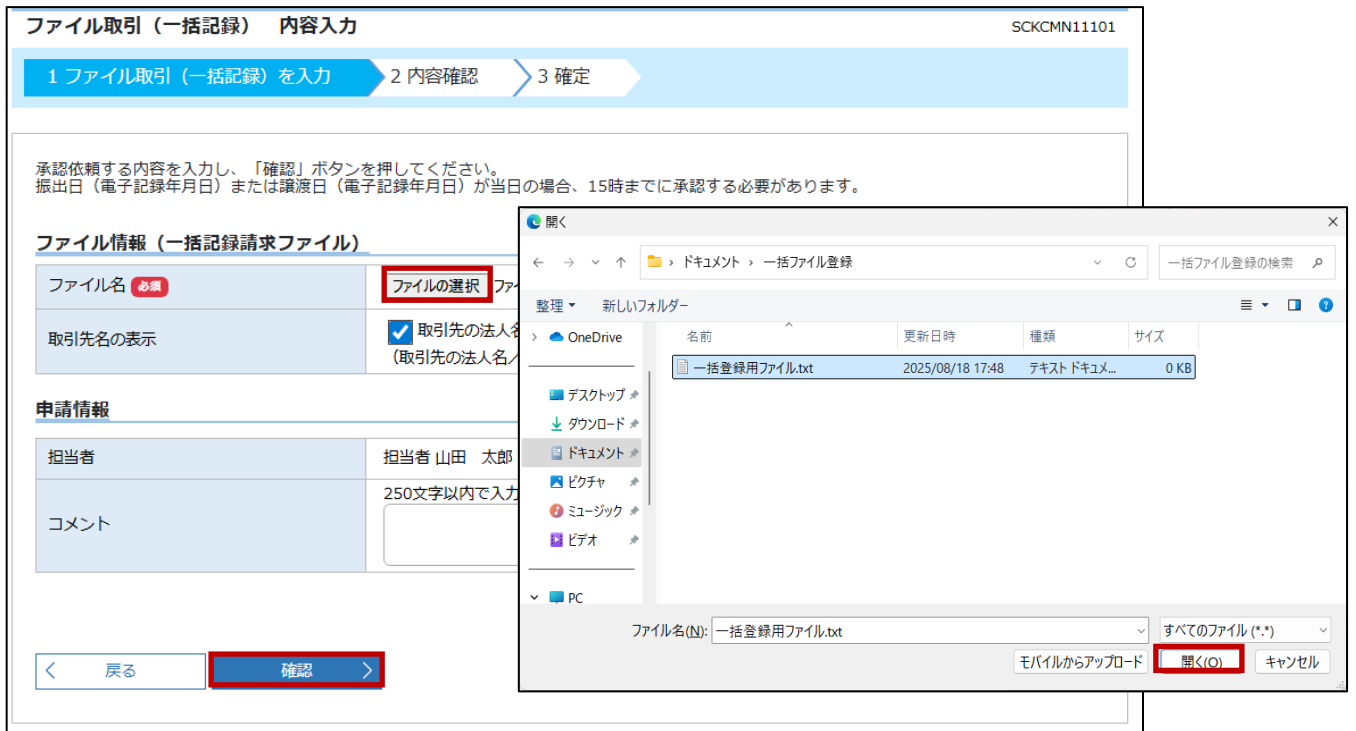 ファイル取引（一括記録）　内容入力
SCKCMN11101
1 ファイル取引（一括記録）を入力
2 内容確認
3 確定
承認依頼する内容を入力し、「確認」ボタンを押してください。
振出日（電子記録年月日）または譲渡日（電子記録年月日）が当日の場合、15時までに承認する必要があります。
ファイル情報（一括記録請求ファイル）
ファイル名 必須
ファイルの選択 ファイ
取引先名の表示
取引先の法人名
（取引先の法人名／
申請情報
担当者
担当者 山田　太郎
コメント
250文字以内で入力
戻る
確認
開く
ドキュメント › 一括ファイル登録
一括ファイル登録の検索
整理
新しいフォルダー
OneDrive
デスクトップ
ダウンロード
ドキュメント
ピクチャ
ミュージック
ビデオ
PC
名前 更新日時 種類 サイズ
一括登録用ファイル.txt 2025/08/18 17:48 テキスト ドキュメ... 0 KB
ファイル名(N): 一括登録用ファイル.txt
すべてのファイル (*.*)
モバイルからアップロード
開く(O)
キャンセル